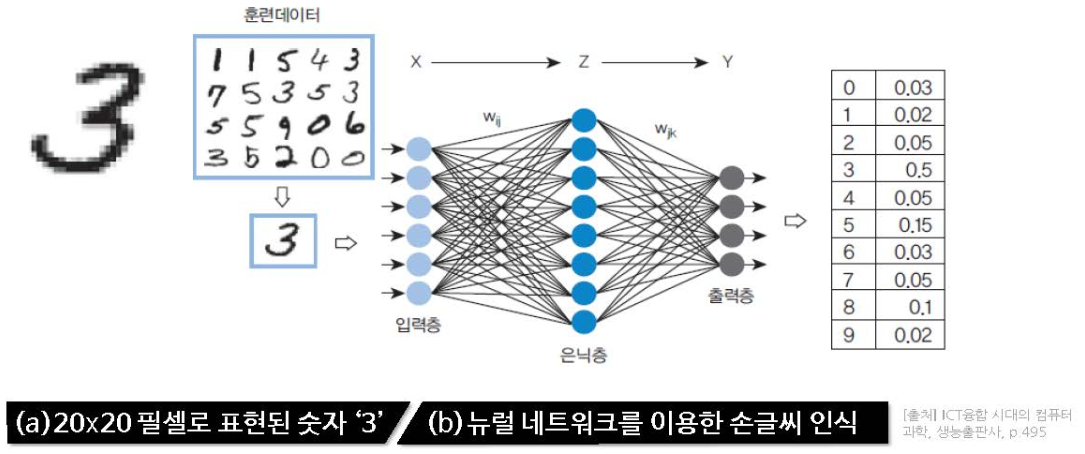 훈련데이터
1 1 5 4 3
7 5 3 5 3
5 5 9 0 6
3 5 2 0 0
3
3
X
Z
Y
wij
wjk
입력층
은닉층
출력층
0 0.03
1 0.02
2 0.05
3 0.5
4 0.05
5 0.15
6 0.03
7 0.05
8 0.1
9 0.02
(a)20x20 필셀로 표현된 숫자 ‘3’
(b)뉴럴 네트워크를 이용한 손글씨 인식
[출처] ICT융합 시대의 컴퓨터
과학, 생능출판사, p.495